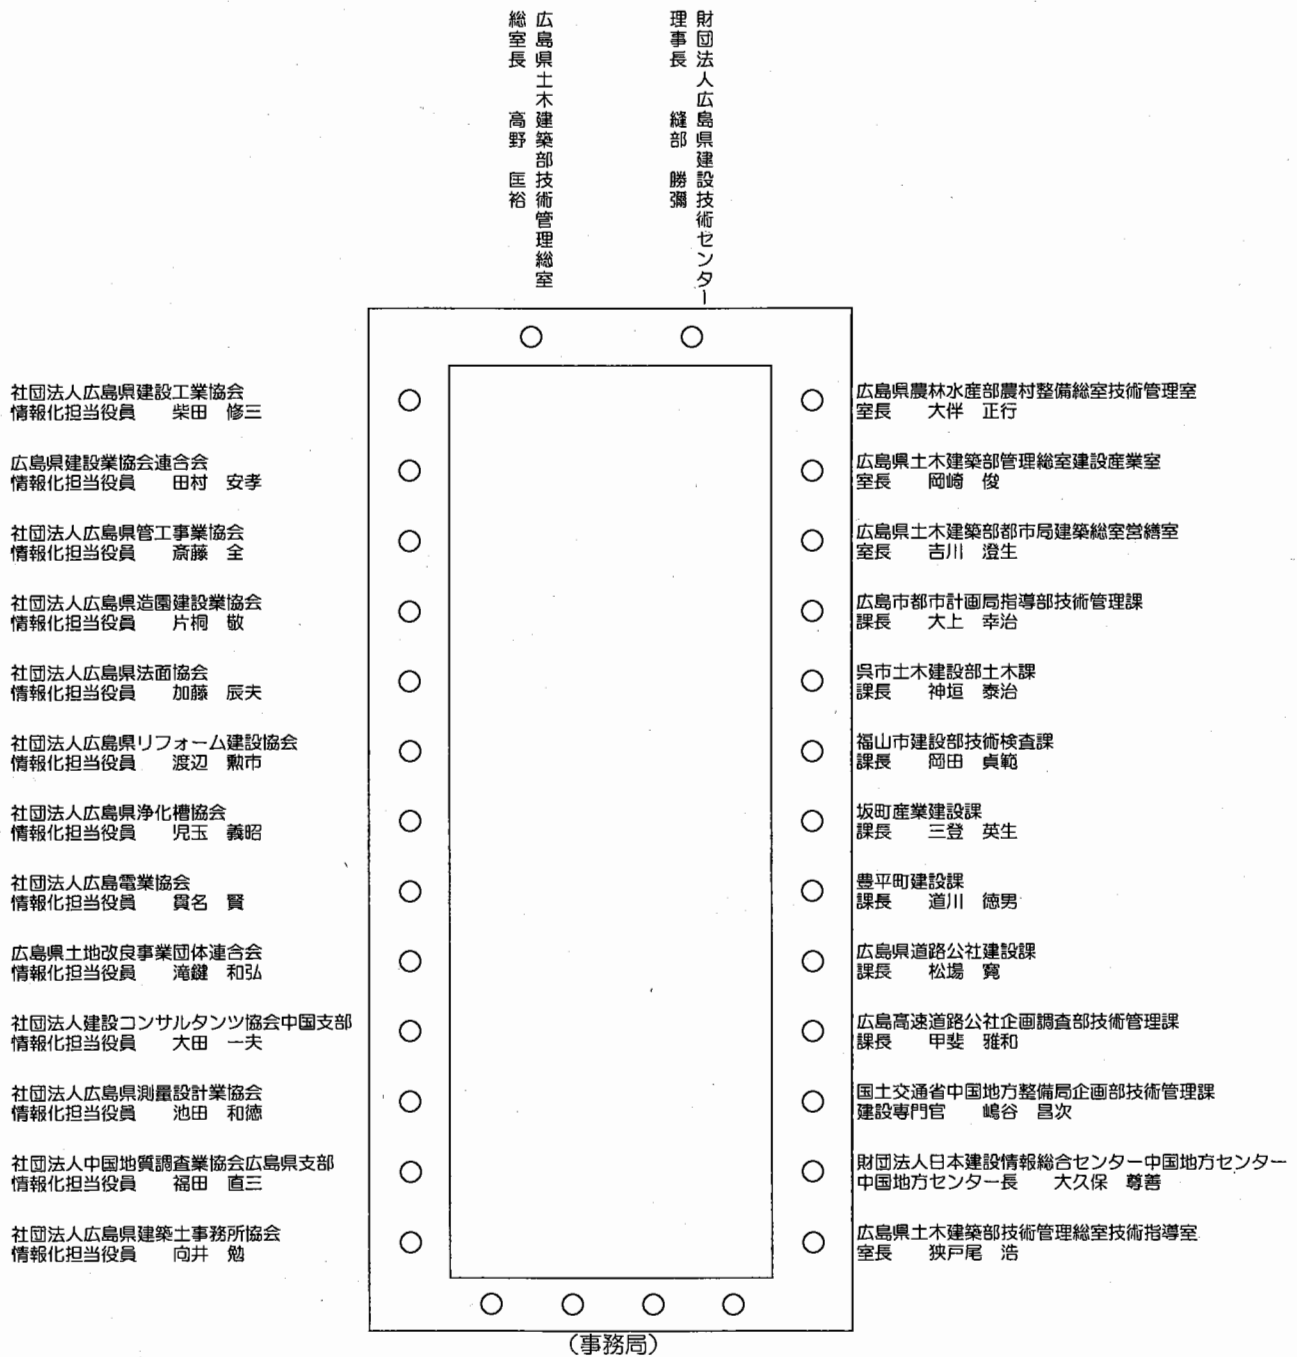 財団法人広島県建設技術センター
理事長　縫部　勝彌
広島県土木建築部技術管理総室
総室長　高野　匡裕
社団法人広島県建設工業協会
情報化担当役員　柴田　修三
広島県建設業協会連合会
情報化担当役員　田村　安孝
社団法人広島県管工事業協会
情報化担当役員　斎藤　全
社団法人広島県造園建設業協会
情報化担当役員　片桐　敬
社団法人広島県法面協会
情報化担当役員　加藤　辰夫
社団法人広島県リフォーム建設協会
情報化担当役員　渡辺　勲市
社団法人広島県浄化槽協会
情報化担当役員　児玉　義昭
社団法人広島電業協会
情報化担当役員　貫名　賢
広島県土地改良事業団体連合会
情報化担当役員　滝鍵　和弘
社団法人建設コンサルタンツ協会中国支部
情報化担当役員　大田　一夫
社団法人広島県測量設計業協会
情報化担当役員　池田　和徳
社団法人中国地質調査業協会広島県支部
情報化担当役員　福田　直三
社団法人広島県建築士事務所協会
情報化担当役員　向井　勉
広島県農林水産部農村整備総室技術管理室
室長　大伴　正行
広島県土木建築部管理総室建設産業室
室長　岡崎　俊
広島県土木建築部都市局建築総室営繕室
室長　吉川　澄生
広島市都市計画局指導部技術管理課
課長　大上　幸治
呉市土木建設部土木課
課長　神垣　泰治
福山市建設部技術検査課
課長　岡田　貞範
坂町産業建設課
課長　三登　英生
豊平町建設課
課長　道川　徳男
広島県道路公社建設課
課長　松場　寛
広島高速道路公社企画調査部技術管理課
課長　甲斐　雅和
国土交通省中国地方整備局企画部技術管理課
建設専門官　嶋谷　昌次
財団法人日本建設情報総合センター中国地方センター
中国地方センター長　大久保　尊善
広島県土木建築部技術管理総室技術指導室
室長　狭戸尾　浩
（事務局）